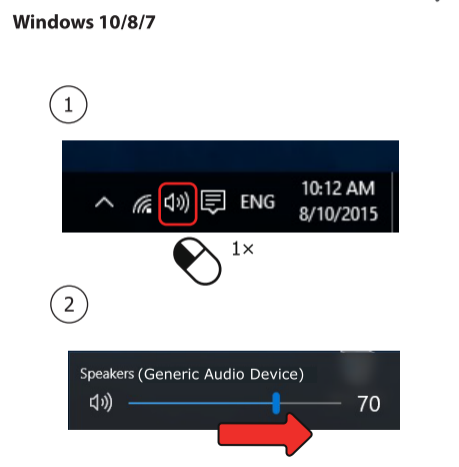 Windows 10/8/7
1
ENG
10:12 AM
8/10/2015
1×
2
Speakers (Generic Audio Device)
70